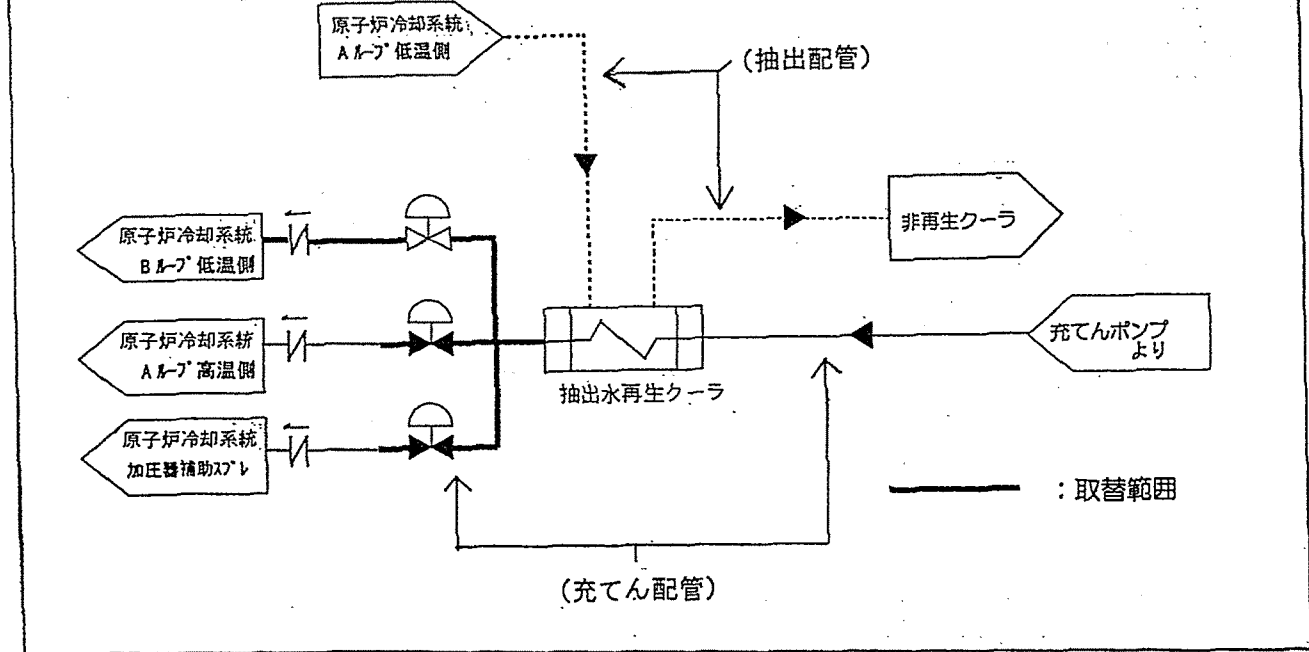 原子炉冷却系統
Aループ低温側
(抽出配管)
原子炉冷却系統
Bループ低温側
非再生クーラ
原子炉冷却系統
Aループ高温側
充てんポンプ
より
抽出水再生クーラ
原子炉冷却系統
加圧器補助スプレ
:取替範囲
(充てん配管)